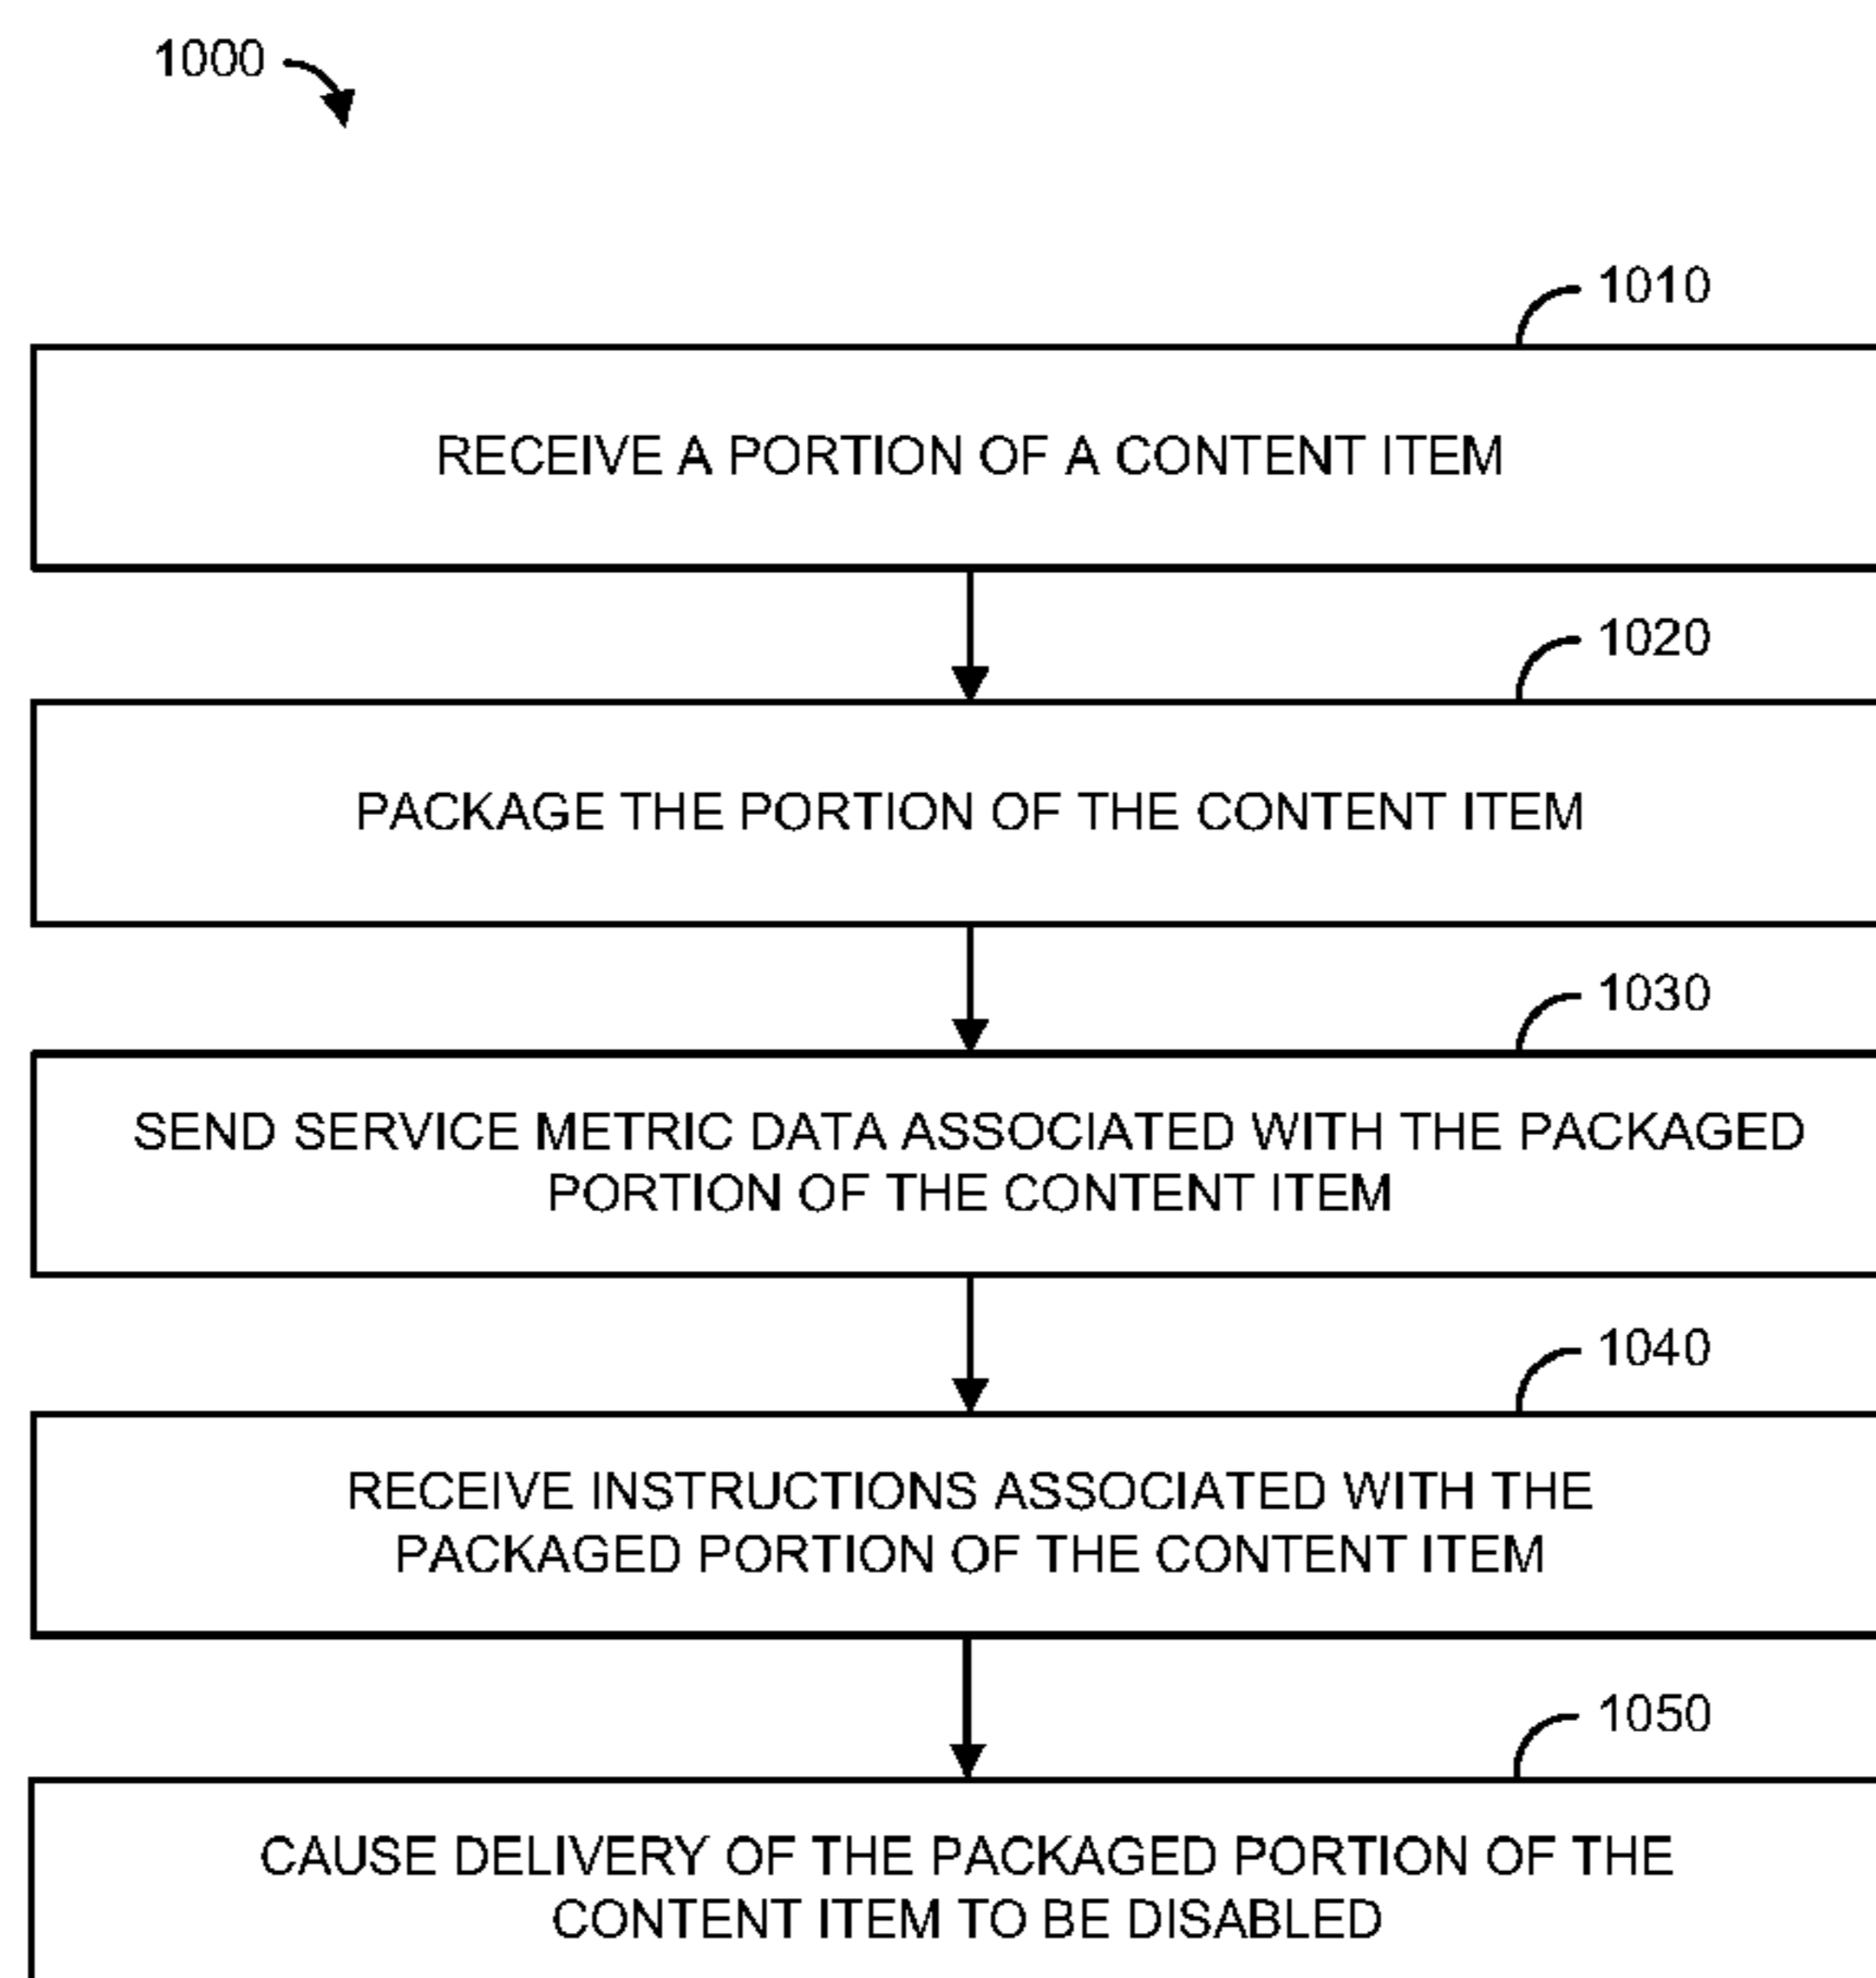 1000
1010
RECEIVE A PORTION OF A CONTENT ITEM
1020
PACKAGE THE PORTION OF THE CONTENT ITEM
1030
SEND SERVICE METRIC DATA ASSOCIATED WITH THE PACKAGED
PORTION OF THE CONTENT ITEM
1040
RECEIVE INSTRUCTIONS ASSOCIATED WITH THE
PACKAGED PORTION OF THE CONTENT ITEM
1050
CAUSE DELIVERY OF THE PACKAGED PORTION OF THE
CONTENT ITEM TO BE DISABLED